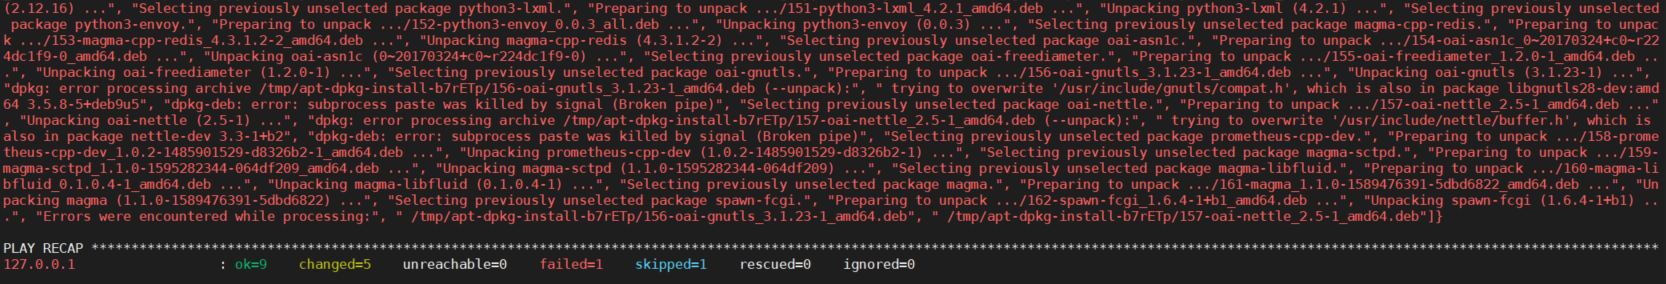 (2.12.16) ...", "Selecting previously unselected package python3-lxml.", "Preparing to unpack .../151-python3-lxml_4.2.1_amd64.deb ...", "Unpacking python3-lxml (4.2.1) ...", "Selecting previously unselected
 package python3-envoy.", "Preparing to unpack .../152-python3-envoy_0.0.3_all.deb ...", "Unpacking python3-envoy (0.0.3) ...", "Selecting previously unselected package magma-cpp-redis.", "Preparing to unpac
k .../153-magma-cpp-redis_4.3.1.2-2_amd64.deb ...", "Unpacking magma-cpp-redis (4.3.1.2-2) ...", "Selecting previously unselected package oai-asn1c.", "Preparing to unpack .../154-oai-asn1c_0~20170324+c0~r22
4dc1f9-0_amd64.deb ...", "Unpacking oai-asn1c (0~20170324+c0~r224dc1f9-0) ...", "Selecting previously unselected package oai-freediameter.", "Preparing to unpack .../155-oai-freediameter_1.2.0-1_amd64.deb ..
.", "Unpacking oai-freediameter (1.2.0-1) ...", "Selecting previously unselected package oai-gnutls.", "Preparing to unpack .../156-oai-gnutls_3.1.23-1_amd64.deb ...", "Unpacking oai-gnutls (3.1.23-1) ...",
"dpkg: error processing archive /tmp/apt-dpkg-install-b7rETp/156-oai-gnutls_3.1.23-1_amd64.deb (--unpack):", " trying to overwrite '/usr/include/gnutls/compat.h', which is also in package libgnutls28-dev:amd
64 3.5.8-5+deb9u5", "dpkg-deb: error: subprocess paste was killed by signal (Broken pipe)", "Selecting previously unselected package oai-nettle.", "Preparing to unpack .../157-oai-nettle_2.5-1_amd64.deb ..."
, "Unpacking oai-nettle (2.5-1) ...", "dpkg: error processing archive /tmp/apt-dpkg-install-b7rETp/157-oai-nettle_2.5-1_amd64.deb (--unpack):", " trying to overwrite '/usr/include/nettle/buffer.h', which is
also in package nettle-dev 3.3-1+b2", "dpkg-deb: error: subprocess paste was killed by signal (Broken pipe)", "Selecting previously unselected package prometheus-cpp-dev.", "Preparing to unpack .../158-prome
theus-cpp-dev_1.0.2-1485901529-d8326b2-1_amd64.deb ...", "Unpacking prometheus-cpp-dev (1.0.2-1485901529-d8326b2-1) ...", "Selecting previously unselected package magma-sctpd.", "Preparing to unpack .../159-
magma-sctpd_1.1.0-1595282344-064df209_amd64.deb ...", "Unpacking magma-sctpd (1.1.0-1595282344-064df209) ...", "Selecting previously unselected package magma-libfluid.", "Preparing to unpack .../160-magma-li
bfluid_0.1.0.4-1_amd64.deb ...", "Unpacking magma-libfluid (0.1.0.4-1) ...", "Selecting previously unselected package magma.", "Preparing to unpack .../161-magma_1.1.0-1589476391-5dbd6822_amd64.deb ...", "Un
packing magma (1.1.0-1589476391-5dbd6822) ...", "Selecting previously unselected package spawn-fcgi.", "Preparing to unpack .../162-spawn-fcgi_1.6.4-1+b1_amd64.deb ...", "Unpacking spawn-fcgi (1.6.4-1+b1) ..
.", "Errors were encountered while processing:", " /tmp/apt-dpkg-install-b7rETp/156-oai-gnutls_3.1.23-1_amd64.deb", " /tmp/apt-dpkg-install-b7rETp/157-oai-nettle_2.5-1_amd64.deb"]}
PLAY RECAP *********************************************************************************************************************************************************************************************************
127.0.0.1 : ok=9 changed=5 unreachable=0 failed=1 skipped=1 rescued=0 ignored=0